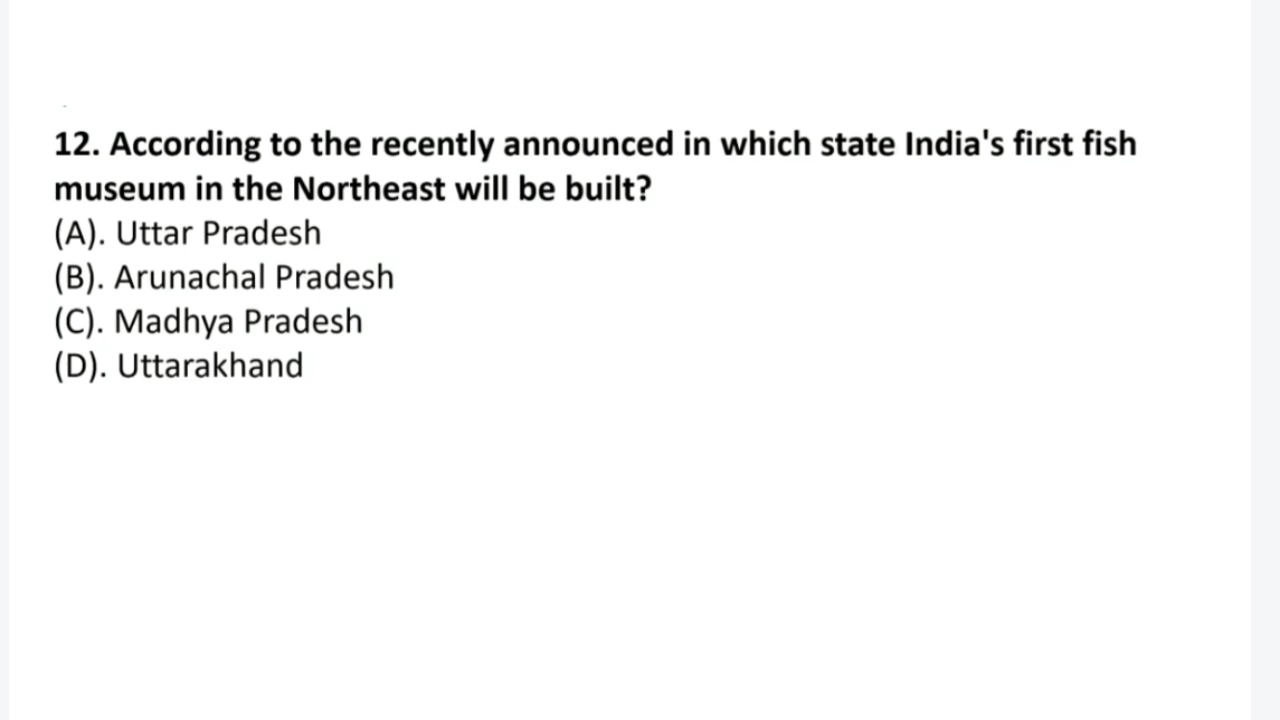 12. According to the recently announced in which state India's first fish
museum in the Northeast will be built?
(A). Uttar Pradesh
(B). Arunachal Pradesh
(C). Madhya Pradesh
(D). Uttarakhand